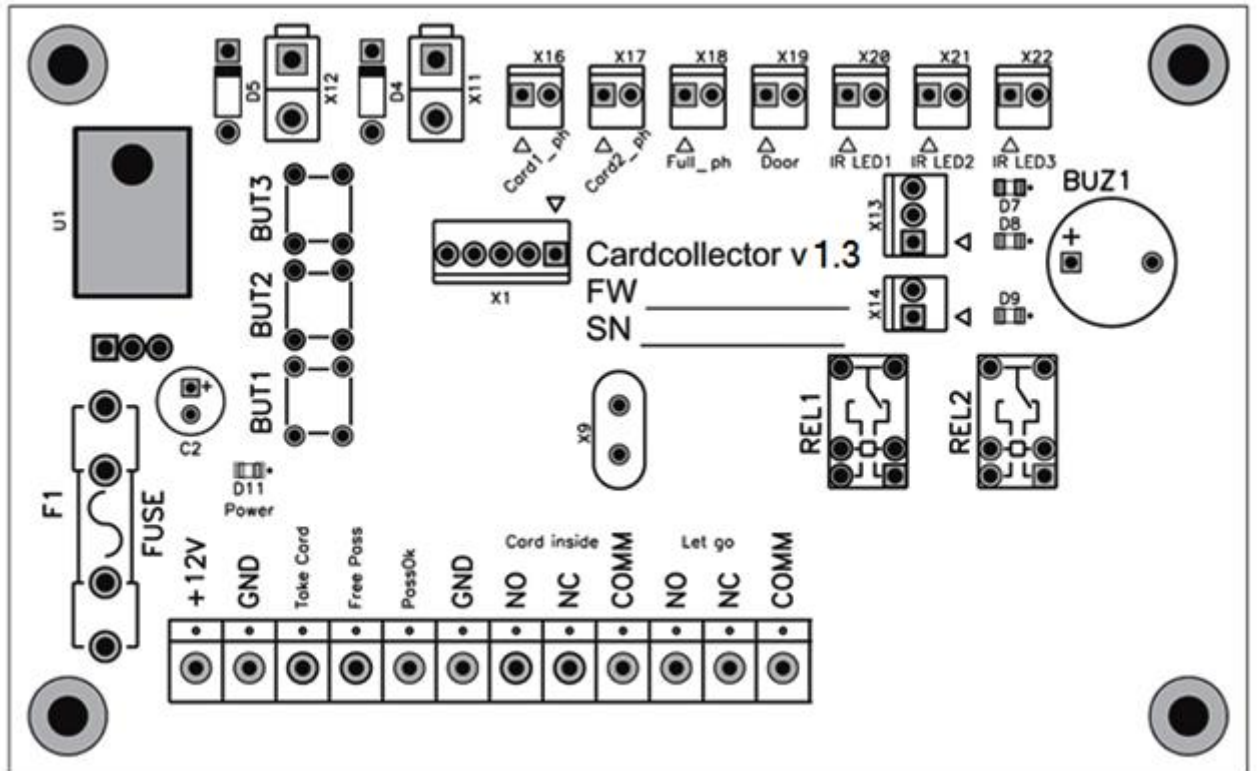 X16
X17
X18
X19
X20
X21
X22
D5
X12
D4
X11
Card1_ph
Card2_ph
Full_ph
Door
IR LED1
IR LED2
IR LED3
U1
BUT3
X13
D7
D8
BUZ1
+
X1
Cardcollector v 1.3
FW
SN
BUT2
X14
D9
BUT1
+
C2
X9
REL1
REL2
D11
Power
F1
FUSE
Card inside
Let go
+12V
GND
Take Card
Free Pass
PassOk
GND
NO
NC
COMM
NO
NC
COMM